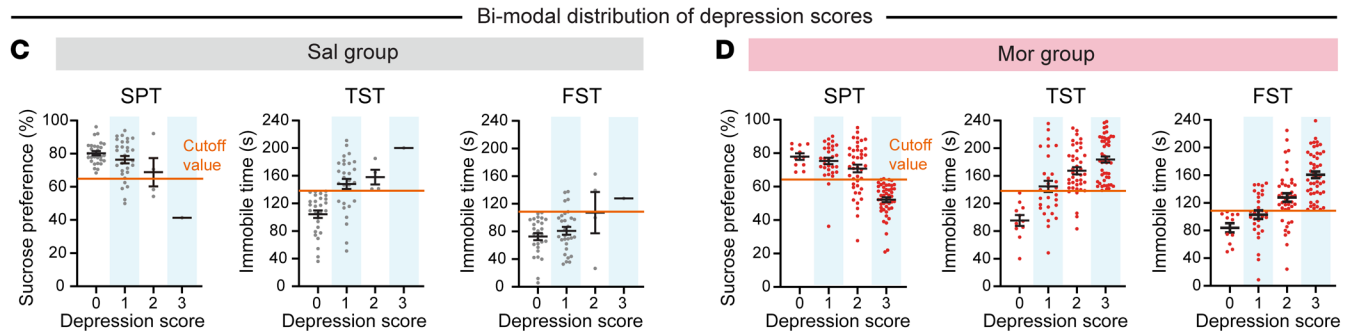 Bi-modal distribution of depression scores
C
Sal group
SPT
Sucrose preference (%)
100
80
60
40
20
0
Cutoff
value
0 1 2 3
Depression score
TST
Immobile time (s)
240
200
160
120
80
40
0
0 1 2 3
Depression score
FST
Immobile time (s)
240
200
160
120
80
40
0
0 1 2 3
Depression score
D
Mor group
SPT
Sucrose preference (%)
100
80
60
40
20
0
Cutoff
value
0 1 2 3
Depression score
TST
Immobile time (s)
240
200
160
120
80
40
0
0 1 2 3
Depression score
FST
Immobile time (s)
240
200
160
120
80
40
0
0 1 2 3
Depression score